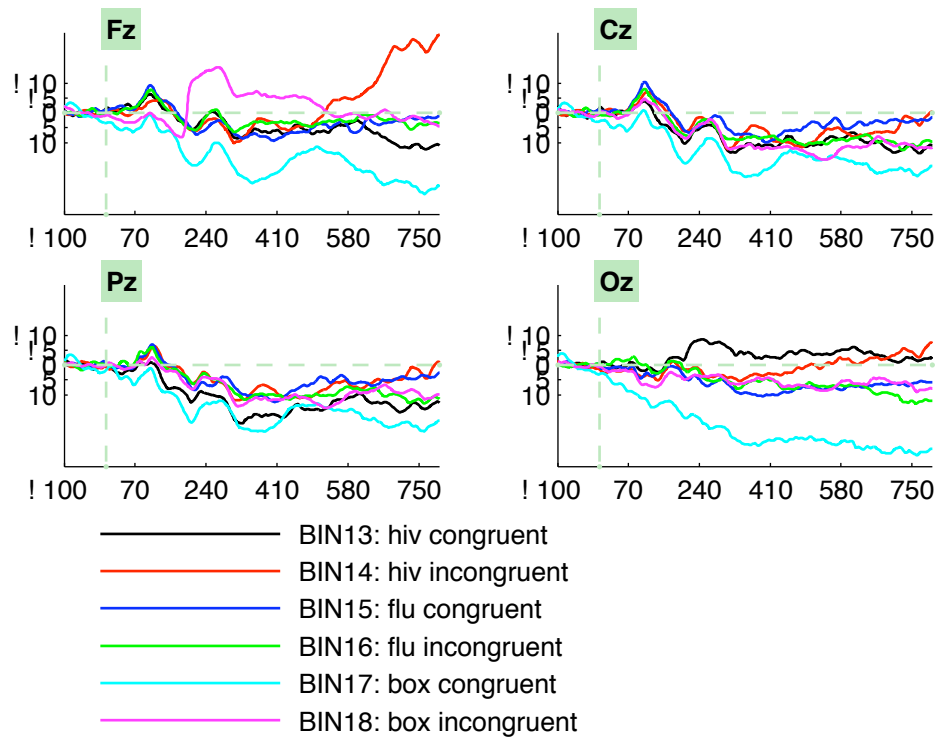 Fz
! 10
! 5
0
5
10
! 100 70 240 410 580 750
Cz
! 10
! 5
0
5
10
! 100 70 240 410 580 750
Pz
! 10
! 5
0
5
10
! 100 70 240 410 580 750
Oz
! 10
! 5
0
5
10
! 100 70 240 410 580 750
BIN13: hiv congruent
BIN14: hiv incongruent
BIN15: flu congruent
BIN16: flu incongruent
BIN17: box congruent
BIN18: box incongruent